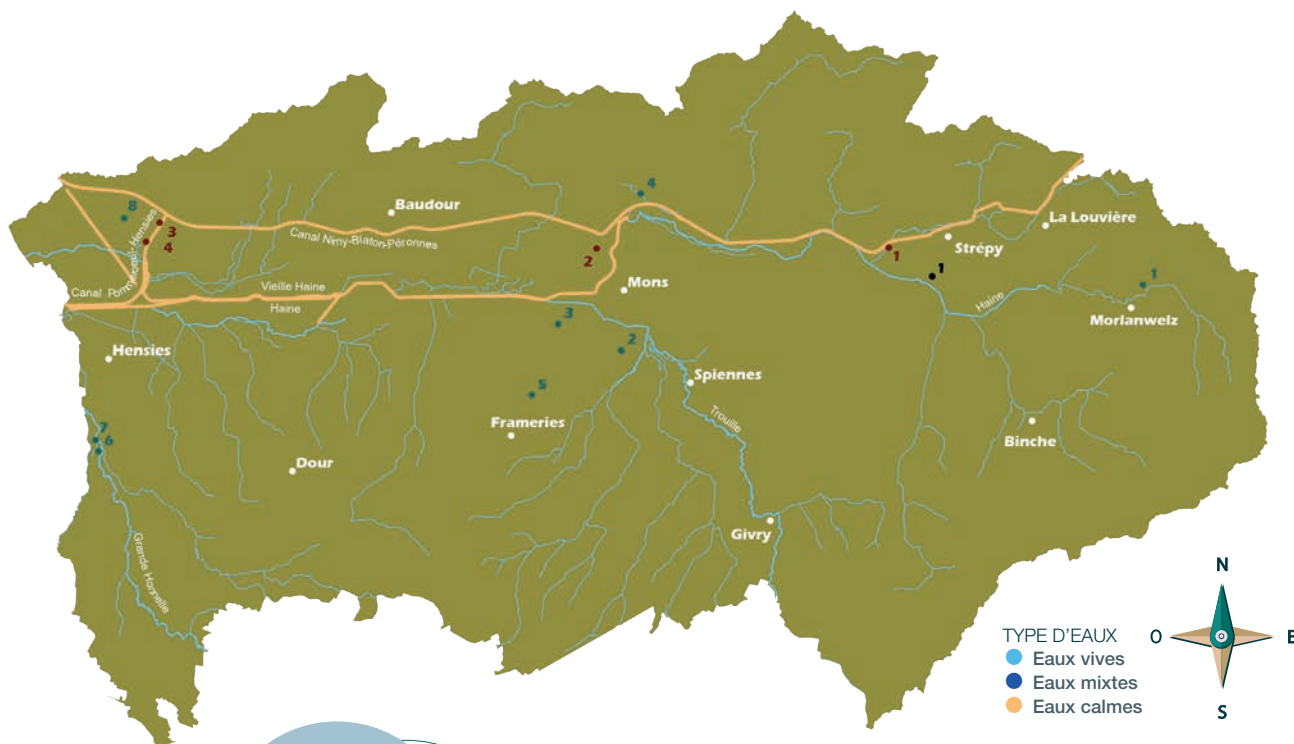 4
8
Baudour
La Louvière
3
4
Canal Nimy-Blaton-Péronnes
Strépy
1
2
1
1
Canal Pommeroeul-Hensies
Vieille Haine
Mons
Haine
Haine
Morlanwelz
3
2
Hensies
Spiennes
5
Trouille
Frameries
7
6
Binche
Dour
Givry
Grande Honnelle
N
TYPE D'EAUX
O
E
Eaux vives
Eaux mixtes
Eaux calmes
S